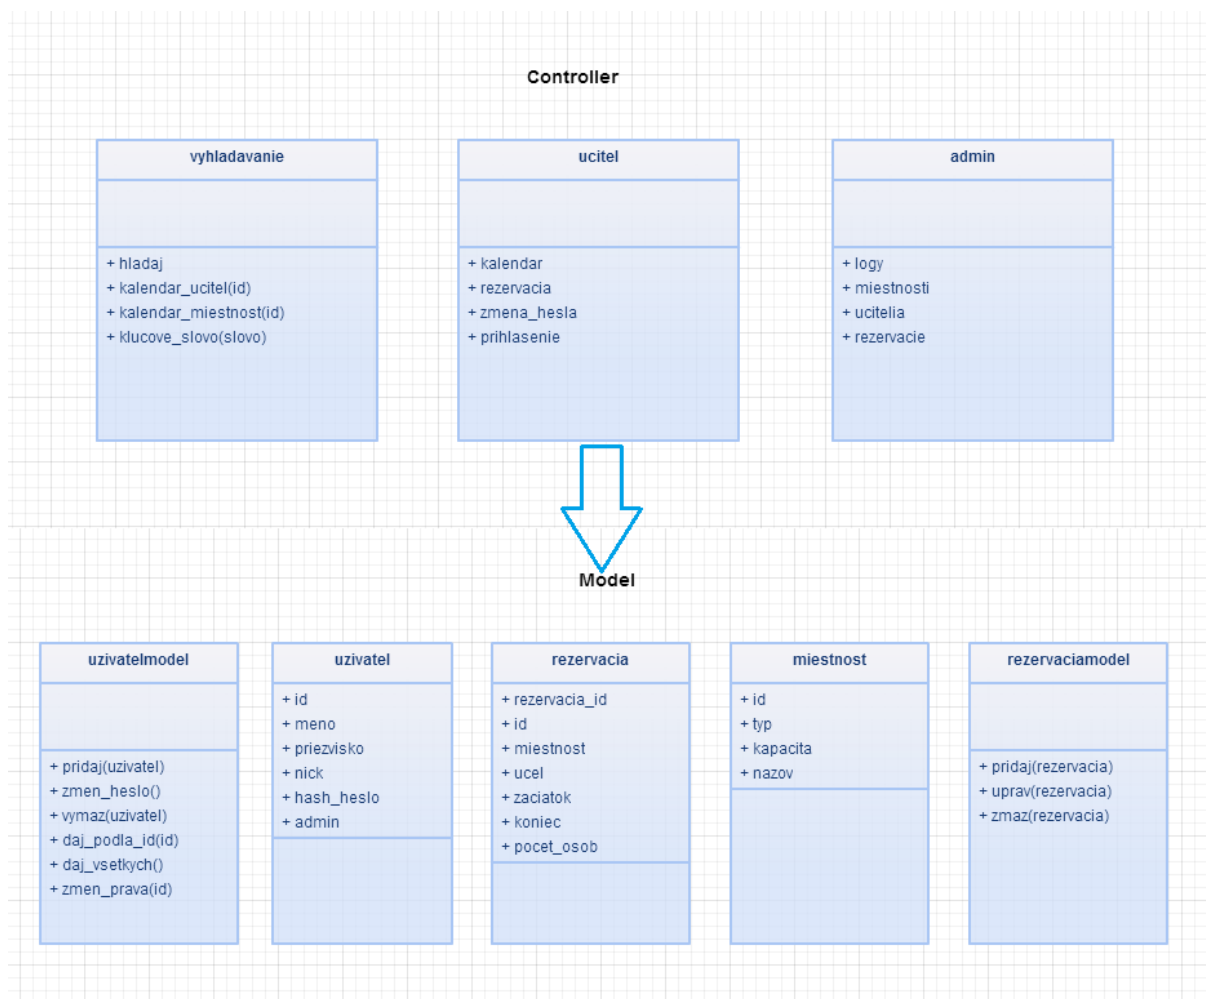 Controller
vyhladavanie
+ hladaj
+ kalendar_ucitel(id)
+ kalendar_miestnost(id)
+ klucove_slovo(slovo)
ucitel
+ kalendar
+ rezervacia
+ zmena_hesla
+ prihlasenie
admin
+ logy
+ miestnosti
+ ucitelia
+ rezervacie
Model
uzivatelmodel
+ pridaj(uzivatel)
+ zmen_heslo()
+ vymaz(uzivatel)
+ daj_podla_id(id)
+ daj_vsetkych()
+ zmen_prava(id)
uzivatel
+ id
+ meno
+ priezvisko
+ nick
+ hash_heslo
+ admin
rezervacia
+ rezervacia_id
+ id
+ miestnost
+ ucel
+ zaciatok
+ koniec
+ pocet_osob
miestnost
+ id
+ typ
+ kapacita
+ nazov
rezervaciamodel
+ pridaj(rezervacia)
+ uprav(rezervacia)
+ zmaz(rezervacia)